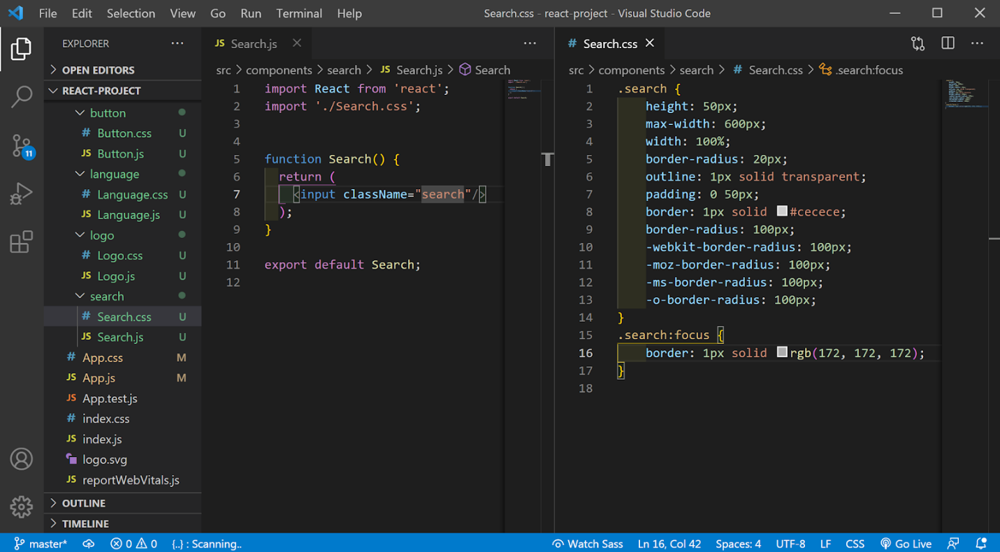 File Edit Selection View Go Run Terminal Help Search.css - react-project - Visual Studio Code
EXPLORER
OPEN EDITORS
REACT-PROJECT
button
# Button.css U
JS Button.js U
language
# Language.css U
JS Language.js U
logo
# Logo.css U
JS Logo.js U
search
# Search.css U
JS Search.js U
# App.css M
JS App.js M
JS App.test.js
# index.css
JS index.js
logo.svg
JS reportWebVitals.js
OUTLINE
TIMELINE
11
JS Search.js
src > components > search > JS Search.js > Search
1 import React from 'react';
2 import './Search.css';
3
4
5 function Search() {
6 return (
7 <input className="search"/>
8 );
9 }
10
11 export default Search;
12
# Search.css
src > components > search > # Search.css > .search:focus
1 .search {
2 height: 50px;
3 max-width: 600px;
4 width: 100%;
5 border-radius: 20px;
6 outline: 1px solid transparent;
7 padding: 0 50px;
8 border: 1px solid #cecece;
9 border-radius: 100px;
10 -webkit-border-radius: 100px;
11 -moz-border-radius: 100px;
12 -ms-border-radius: 100px;
13 -o-border-radius: 100px;
14 }
15 .search:focus {
16 border: 1px solid rgb(172, 172, 172);
17 }
18
master* 0 0 {..} : Scanning.. Watch Sass Ln 16, Col 42 Spaces: 4 UTF-8 LF CSS Go Live